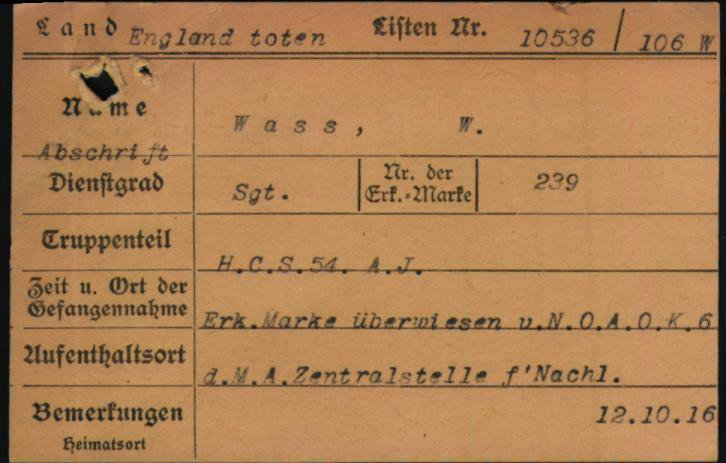 Land England toten Listen Nr. 10536 / 106 W
Name Wass, W.
Abschrift
Dienstgrad Sgt. Nr. der Erk.-Marke 239
Truppenteil H.C.S.54. A.J.
Zeit u. Ort der
Gefangennahme Erk.Marke überwiesen v.N.O.A.O.K.6
Aufenthaltsort d.M.A.Zentralstelle f'Nachl.
Bemerkungen 12.10.16
Heimatsort